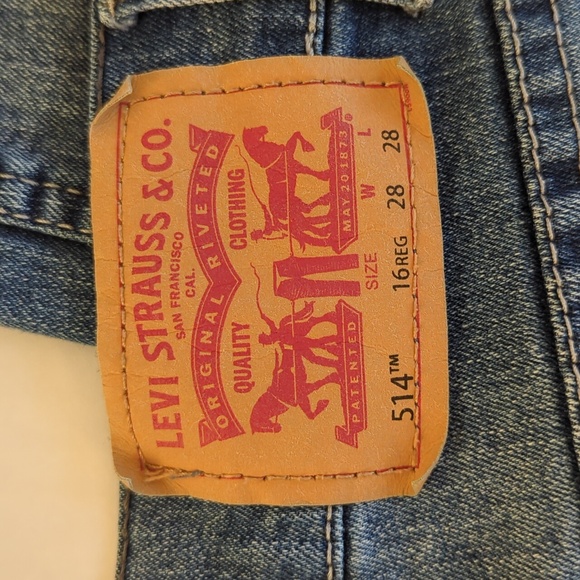 LEVI STRAUSS & CO.
SAN FRANCISCO
CAL.
ORIGINAL RIVETED
QUALITY CLOTHING
PATENTED MAY 20 1873
SIZE W L
514™ 16REG 28 28